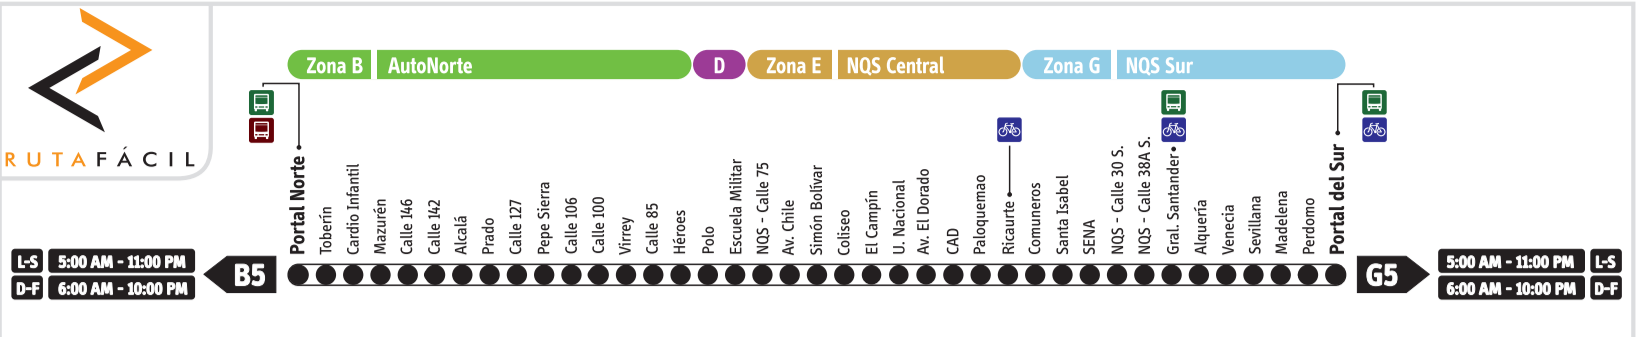 RUTAFÁCIL
Zona B
AutoNorte
D
Zona E
NQS Central
Zona G
NQS Sur
Portal Norte
Toberín
Cardio Infantil
Mazurén
Calle 146
Calle 142
Alcalá
Prado
Calle 127
Pepe Sierra
Calle 106
Calle 100
Virrey
Calle 85
Héroes
Polo
Escuela Militar
NQS - Calle 75
Av. Chile
Simón Bolívar
Coliseo
El Campín
U. Nacional
Av. El Dorado
CAD
Paloquemao
Ricaurte
Comuneros
Santa Isabel
SENA
NQS - Calle 30 S.
NQS - Calle 38A S.
Gral. Santander
Alquería
Venecia
Sevillana
Madelena
Perdomo
Portal del Sur
L-S 5:00 AM - 11:00 PM
D-F 6:00 AM - 10:00 PM
B5
G5
5:00 AM - 11:00 PM L-S
6:00 AM - 10:00 PM D-F